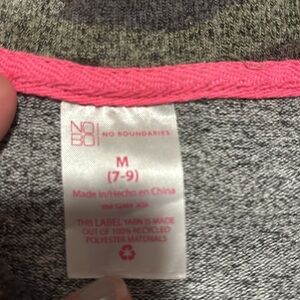 NO
BO
NO BOUNDARIES
M
(7-9)
Made in/Hecho en China
THIS LABEL YARN IS MADE
OUT OF 100% RECYCLED
POLYESTER MATERIALS